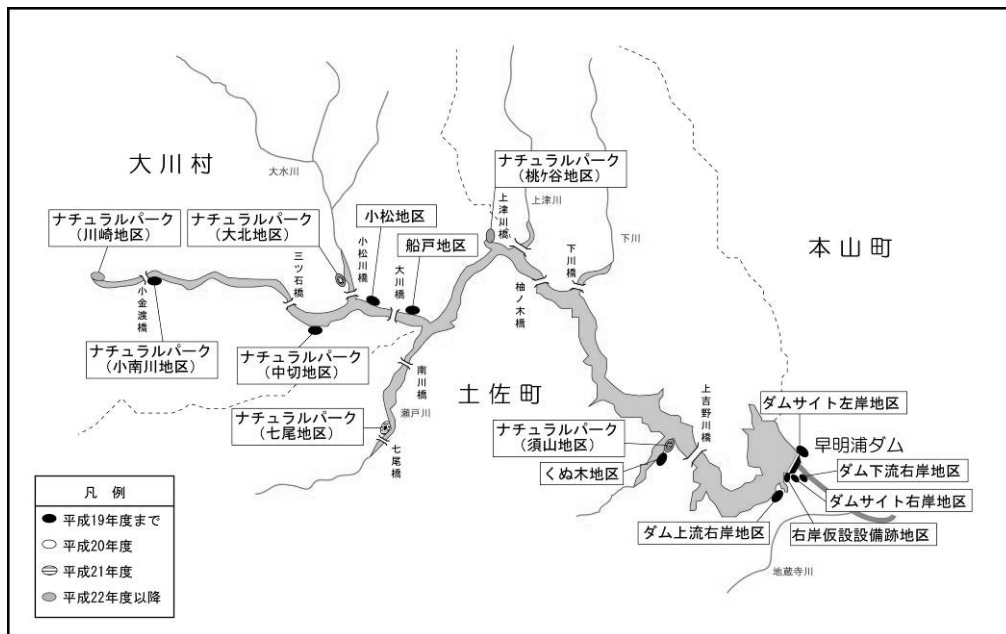 大川村
大水川
ナチュラルパーク
(川崎地区)
ナチュラルパーク
(大北地区)
小松地区
船戸地区
ナチュラルパーク
(桃ケ谷地区)
上津川橋
上津川
下川橋
下川
本山町
三ツ石橋
小松川橋
大川橋
柚ノ木橋
小金渡橋
ナチュラルパーク
(小南川地区)
ナチュラルパーク
(中切地区)
南川橋
瀬戸川
土佐町
上吉野川橋
ナチュラルパーク
(七尾地区)
七尾橋
ナチュラルパーク
(須山地区)
くぬ木地区
ダムサイト左岸地区
早明浦ダム
ダム下流右岸地区
ダムサイト右岸地区
ダム上流右岸地区
右岸仮設設備跡地区
地蔵寺川
凡例
平成19年度まで
平成20年度
平成21年度
平成22年度以降